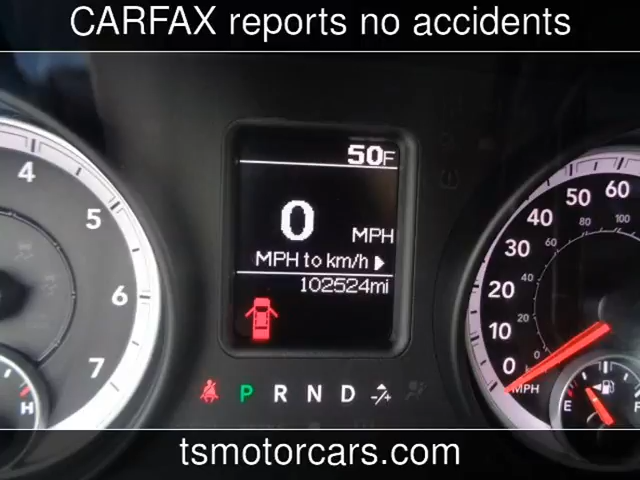 CARFAX reports no accidents
50F
0 MPH
MPH to km/h ▶
102524mi
P R N D -/+
4
5
6
7
H
0 10 20 30 40 50 60
0 20 40 60 80 100
MPH
E F
tsmotorcars.com